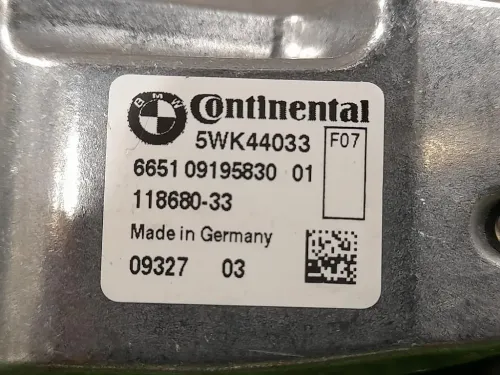 BMW Continental
5WK44033 F07
6651 09195830 01
118680-33
Made in Germany
09327 03